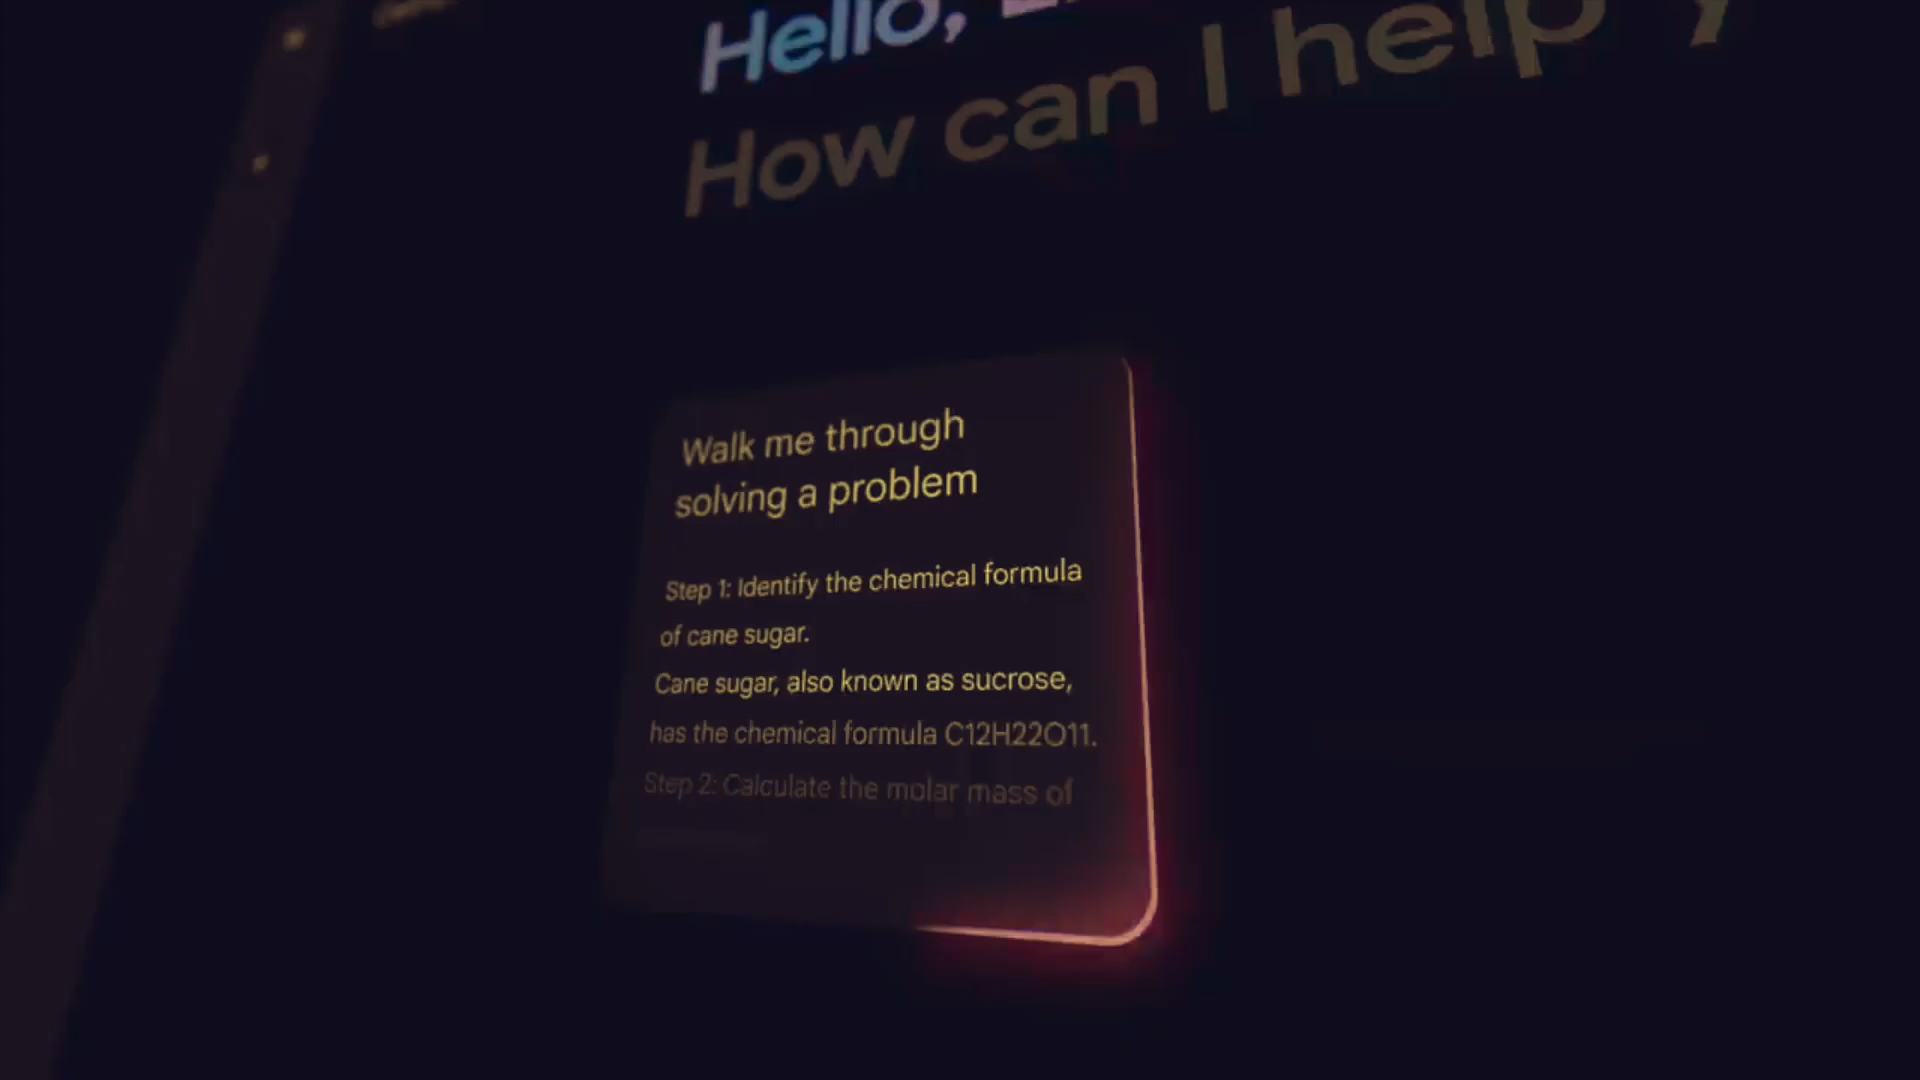 Hello,
How can I help
Walk me through
solving a problem
Step 1: Identify the chemical formula
of cane sugar.
Cane sugar, also known as sucrose,
has the chemical formula C12H22O11.
Step 2: Calculate the molar mass of